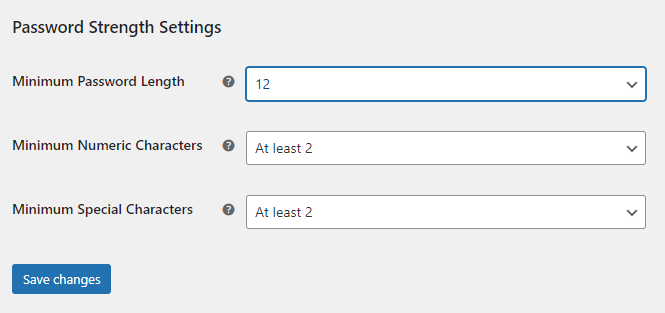 Password Strength Settings
Minimum Password Length ? 12
Minimum Numeric Characters ? At least 2
Minimum Special Characters ? At least 2
Save changes